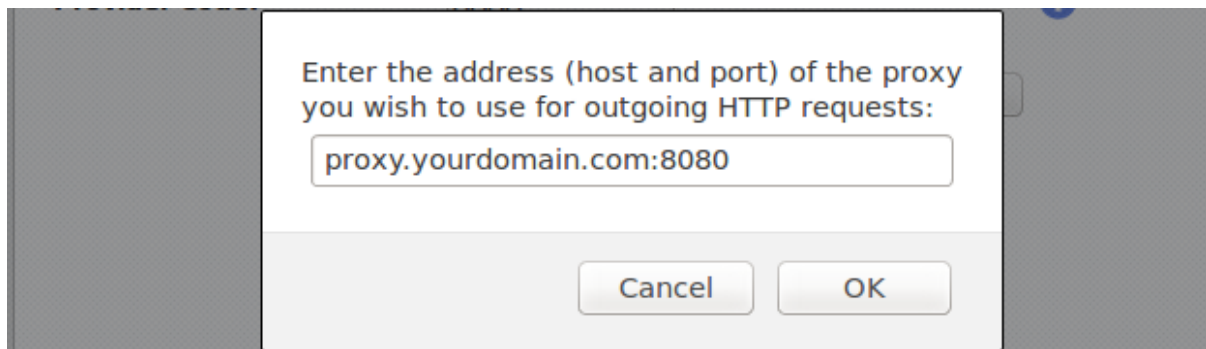 Enter the address (host and port) of the proxy
you wish to use for outgoing HTTP requests:
proxy.yourdomain.com:8080
Cancel
OK